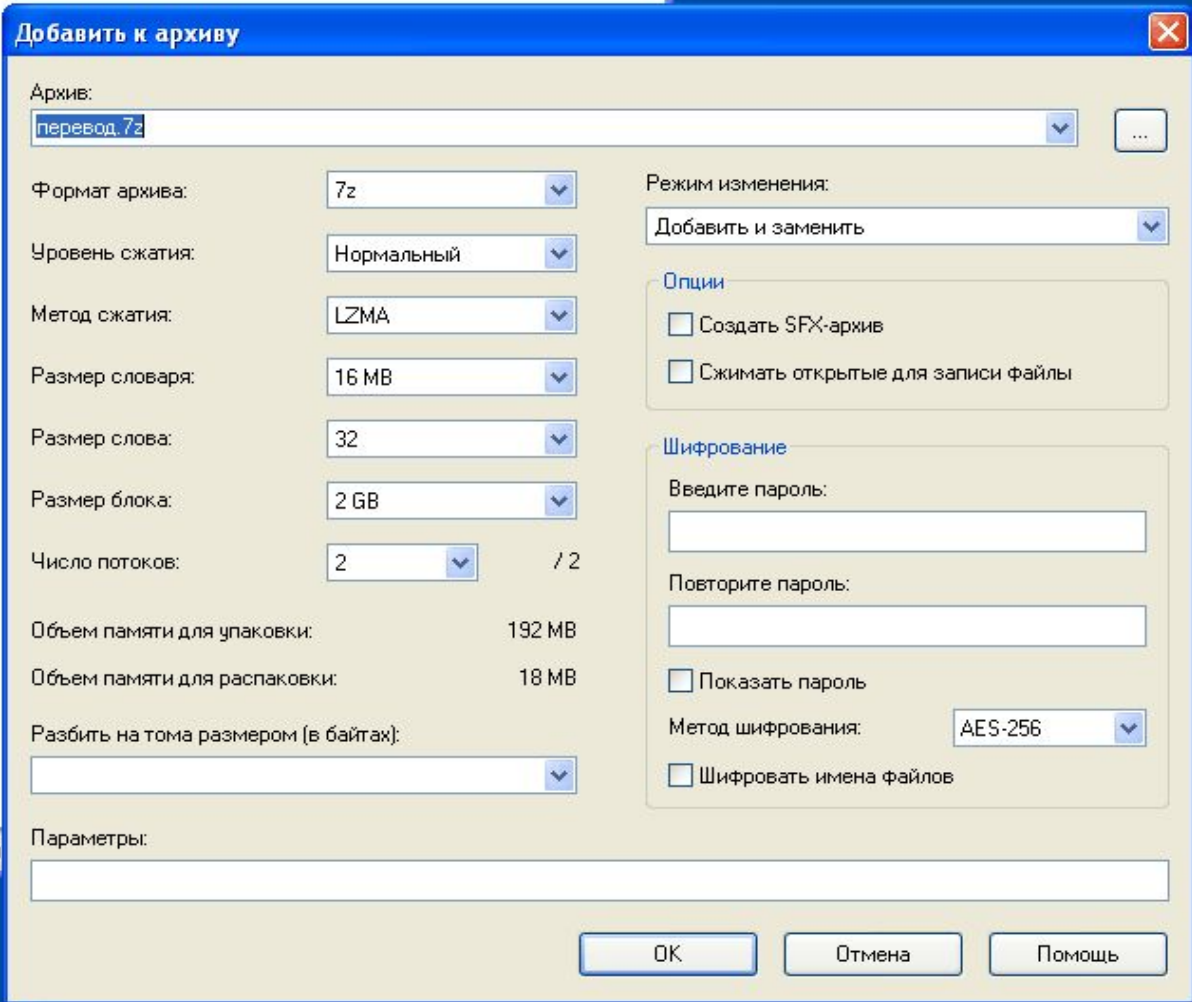 Добавить к архиву
Архив:
перевод.7z
...
Формат архива:
7z
Уровень сжатия:
Нормальный
Метод сжатия:
LZMA
Размер словаря:
16 MB
Размер слова:
32
Размер блока:
2 GB
Число потоков:
2
/ 2
Объем памяти для упаковки:
192 MB
Объем памяти для распаковки:
18 MB
Разбить на тома размером (в байтах):
Режим изменения:
Добавить и заменить
Опции
Создать SFX-архив
Сжимать открытые для записи файлы
Шифрование
Введите пароль:
Повторите пароль:
Показать пароль
Метод шифрования:
AES-256
Шифровать имена файлов
Параметры:
OK
Отмена
Помощь